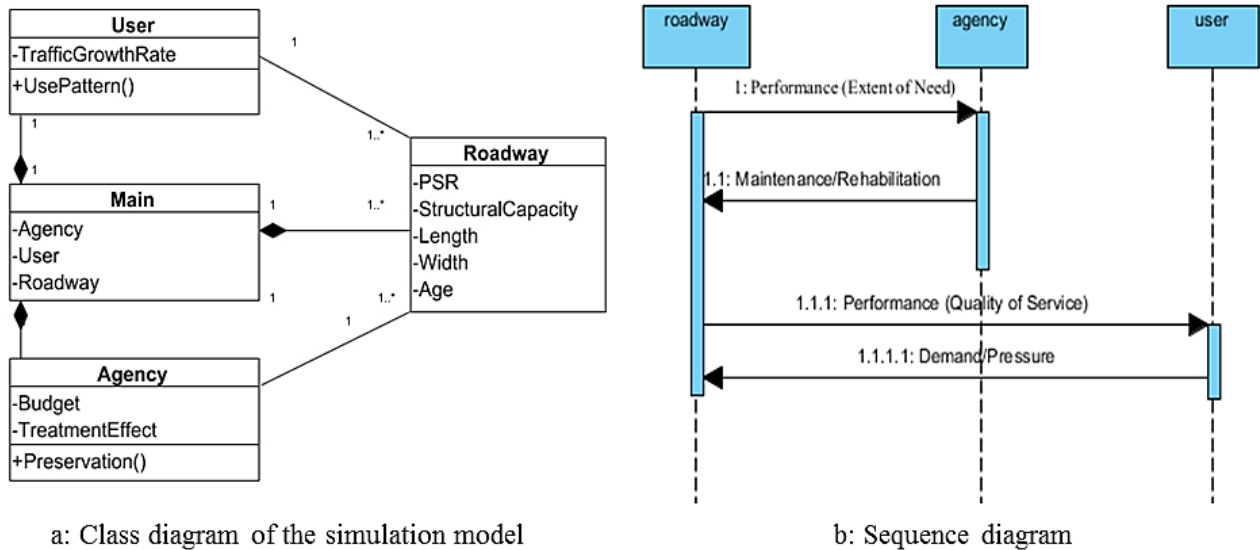 User
-TrafficGrowthRate
+UsePattern()
1
1..*
1
1
Main
-Agency
-User
-Roadway
1
1..*
1
Roadway
-PSR
-StructuralCapacity
-Length
-Width
-Age
1..*
1
Agency
-Budget
-TreatmentEffect
+Preservation()
a: Class diagram of the simulation model
roadway
agency
user
1: Performance (Extent of Need)
1.1: Maintenance/Rehabilitation
1.1.1: Performance (Quality of Service)
1.1.1.1: Demand/Pressure
b: Sequence diagram